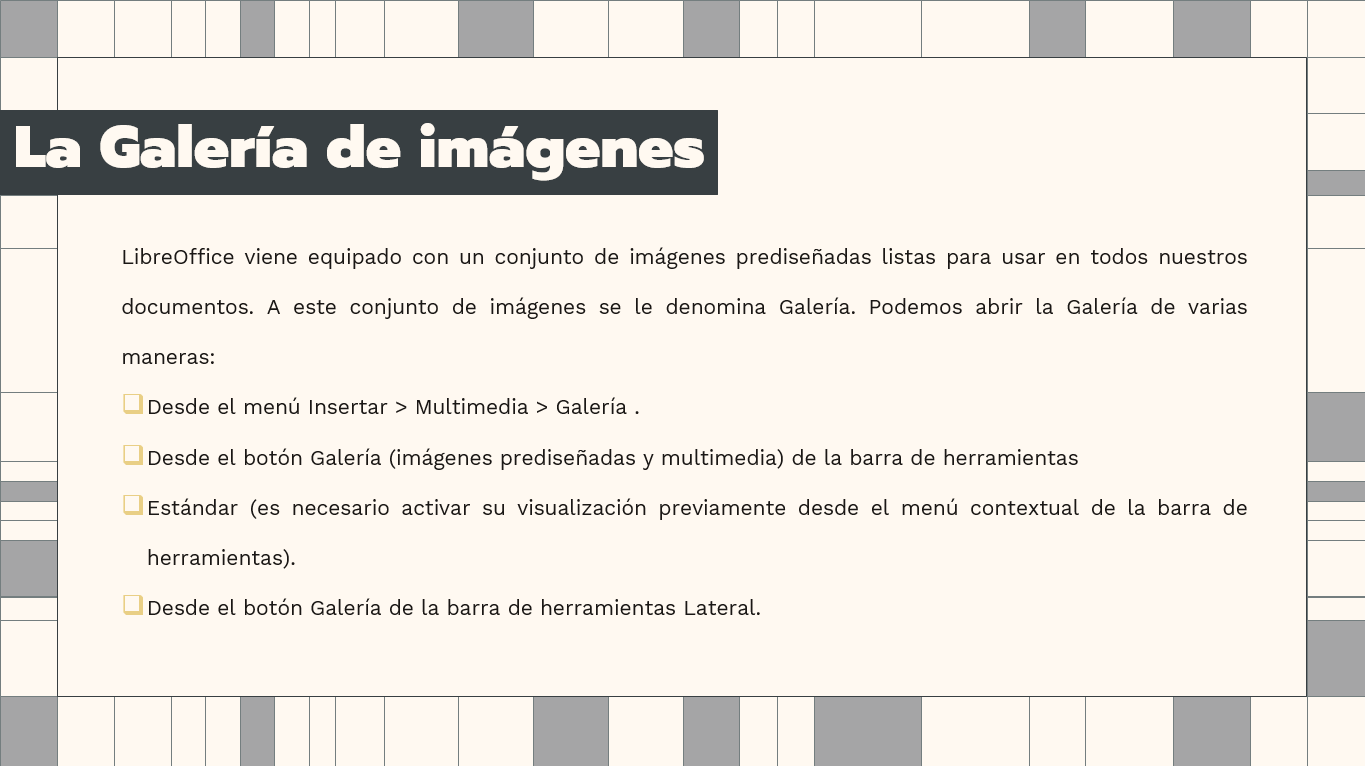 La Galería de imágenes
LibreOffice viene equipado con un conjunto de imágenes prediseñadas listas para usar en todos nuestros
documentos. A este conjunto de imágenes se le denomina Galería. Podemos abrir la Galería de varias
maneras:
Desde el menú Insertar > Multimedia > Galería .
Desde el botón Galería (imágenes prediseñadas y multimedia) de la barra de herramientas
Estándar (es necesario activar su visualización previamente desde el menú contextual de la barra de
herramientas).
Desde el botón Galería de la barra de herramientas Lateral.